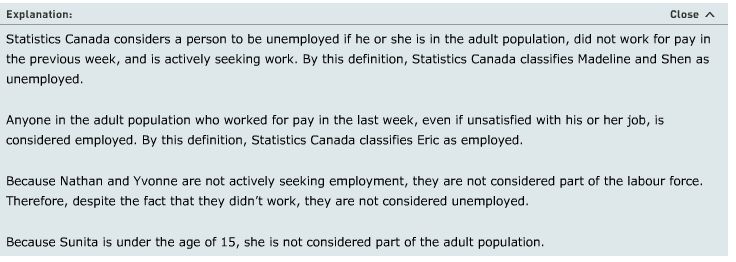 Explanation:
Close
Statistics Canada considers a person to be unemployed if he or she is in the adult population, did not work for pay in
the previous week, and is actively seeking work. By this definition, Statistics Canada classifies Madeline and Shen as
unemployed.
Anyone in the adult population who worked for pay in the last week, even if unsatisfied with his or her job, is
considered employed. By this definition, Statistics Canada classifies Eric as employed.
Because Nathan and Yvonne are not actively seeking employment, they are not considered part of the labour force.
Therefore, despite the fact that they didn't work, they are not considered unemployed.
Because Sunita is under the age of 15, she is not considered part of the adult population.